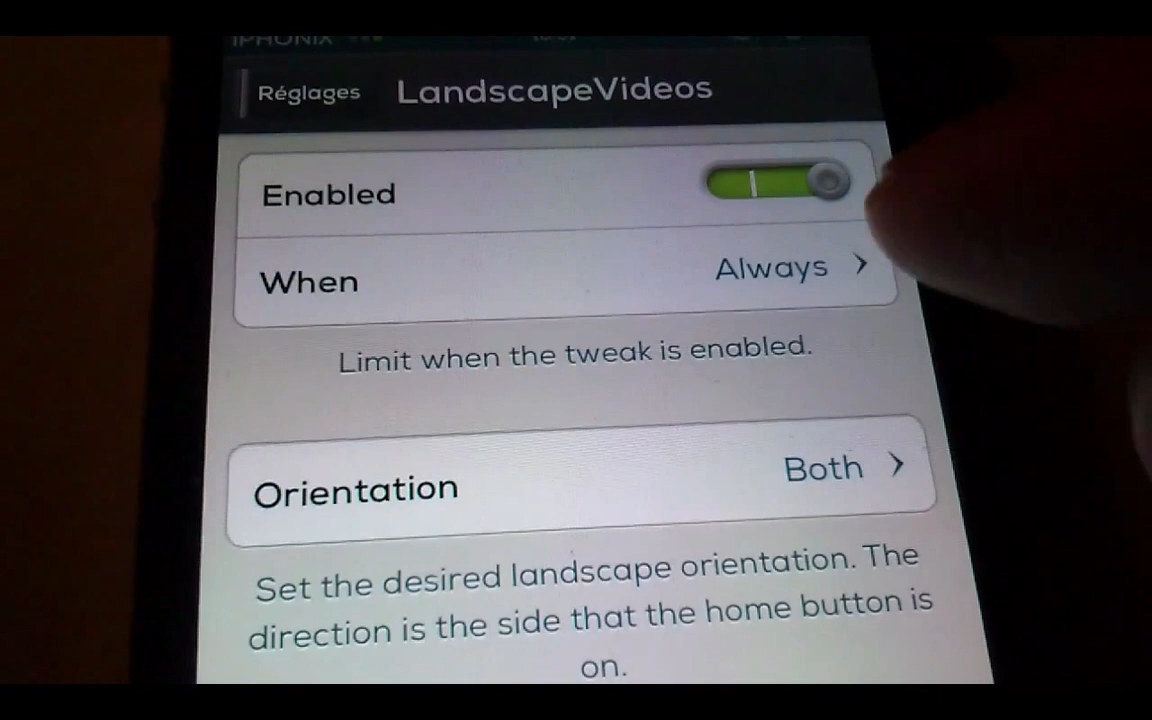 IPHONIX
Réglages LandscapeVideos
Enabled
When Always
Limit when the tweak is enabled.
Orientation Both
Set the desired landscape orientation. The
direction is the side that the home button is
on.